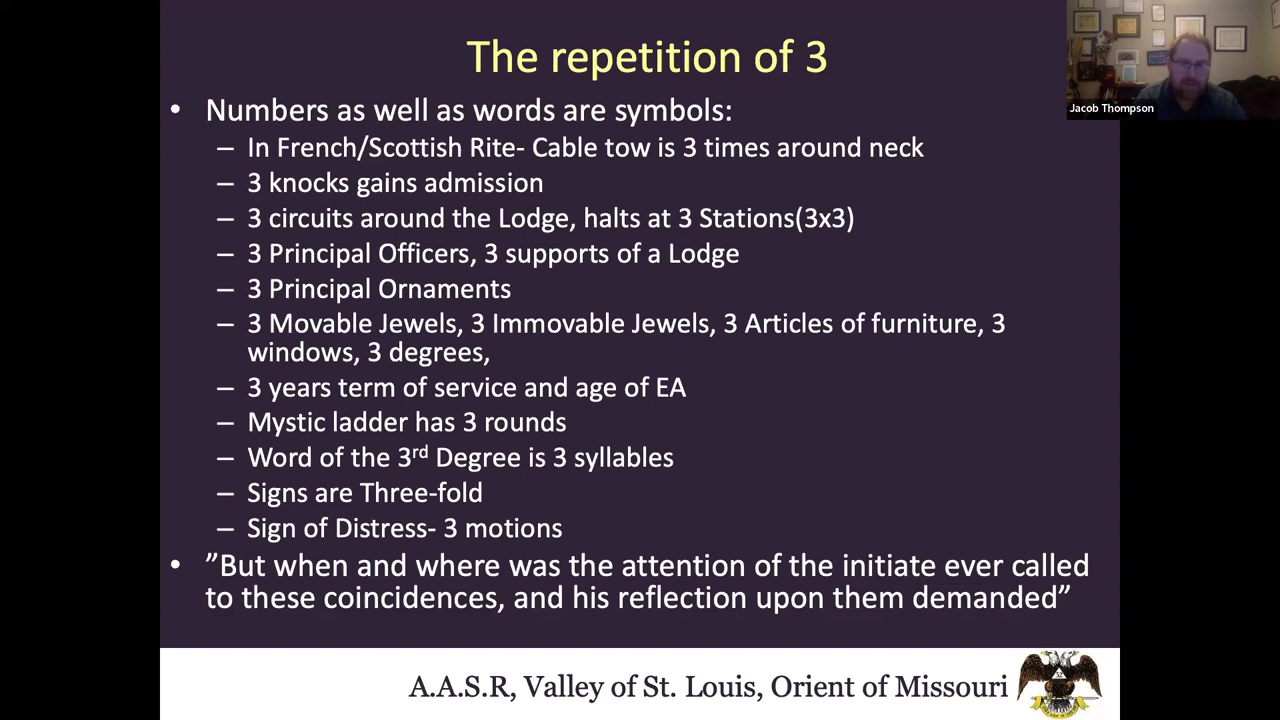 The repetition of 3
Jacob Thompson
• Numbers as well as words are symbols:
– In French/Scottish Rite- Cable tow is 3 times around neck
– 3 knocks gains admission
– 3 circuits around the Lodge, halts at 3 Stations(3x3)
– 3 Principal Officers, 3 supports of a Lodge
– 3 Principal Ornaments
– 3 Movable Jewels, 3 Immovable Jewels, 3 Articles of furniture, 3
windows, 3 degrees,
– 3 years term of service and age of EA
– Mystic ladder has 3 rounds
– Word of the 3rd Degree is 3 syllables
– Signs are Three-fold
– Sign of Distress- 3 motions
• ”But when and where was the attention of the initiate ever called
to these coincidences, and his reflection upon them demanded”
A.A.S.R, Valley of St. Louis, Orient of Missouri